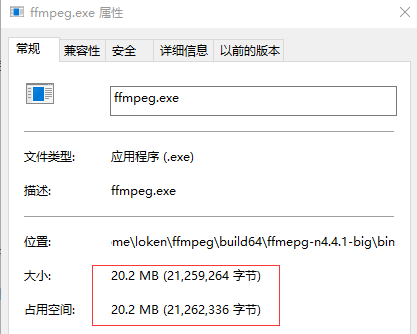 ffmpeg.exe 属性
常规 兼容性 安全 详细信息 以前的版本
ffmpeg.exe
文件类型: 应用程序 (.exe)
描述: ffmpeg.exe
位置: ome\loken\ffmpeg\build64\ffmepg-n4.4.1-big\bin
大小: 20.2 MB (21,259,264 字节)
占用空间: 20.2 MB (21,262,336 字节)